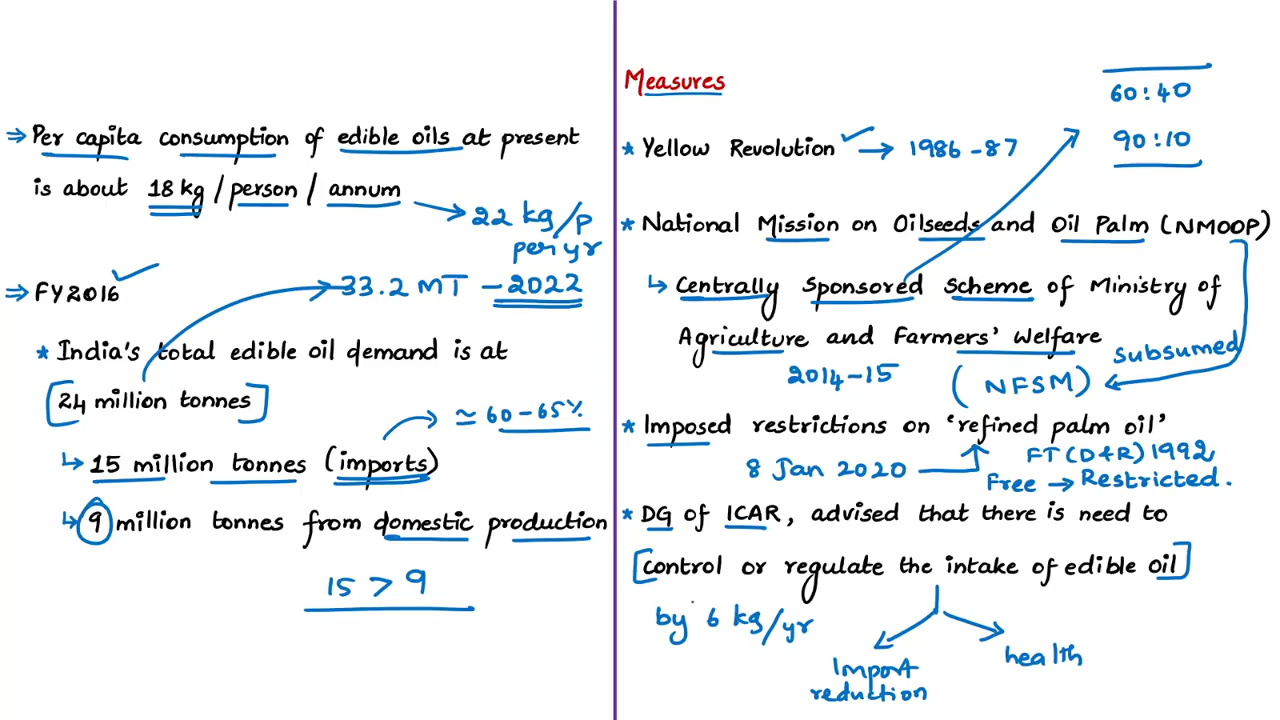 ⇒ Per capita consumption of edible oils at present
is about 18 kg / person / annum
22 kg/p
per yr
⇒ FY2016
33.2 MT – 2022
* India's total edible oil demand is at
[24 million tonnes]
≃ 60 – 65%
↳ 15 million tonnes (imports)
↳ 9 million tonnes from domestic production
15 > 9
Measures
60:40
90:10
* Yellow Revolution → 1986 – 87
* National Mission on Oilseeds and Oil Palm (NMOOP)
↳ Centrally Sponsored Scheme of Ministry of
Agriculture and Farmers' Welfare
subsumed
2014 – 15
(NFSM)
* Imposed restrictions on 'refined palm oil'
8 Jan 2020
FT (D & R) 1992
Free → Restricted.
* DG of ICAR, advised that there is need to
[control or regulate the intake of edible oil]
by 6 kg/yr
Import
reduction
health